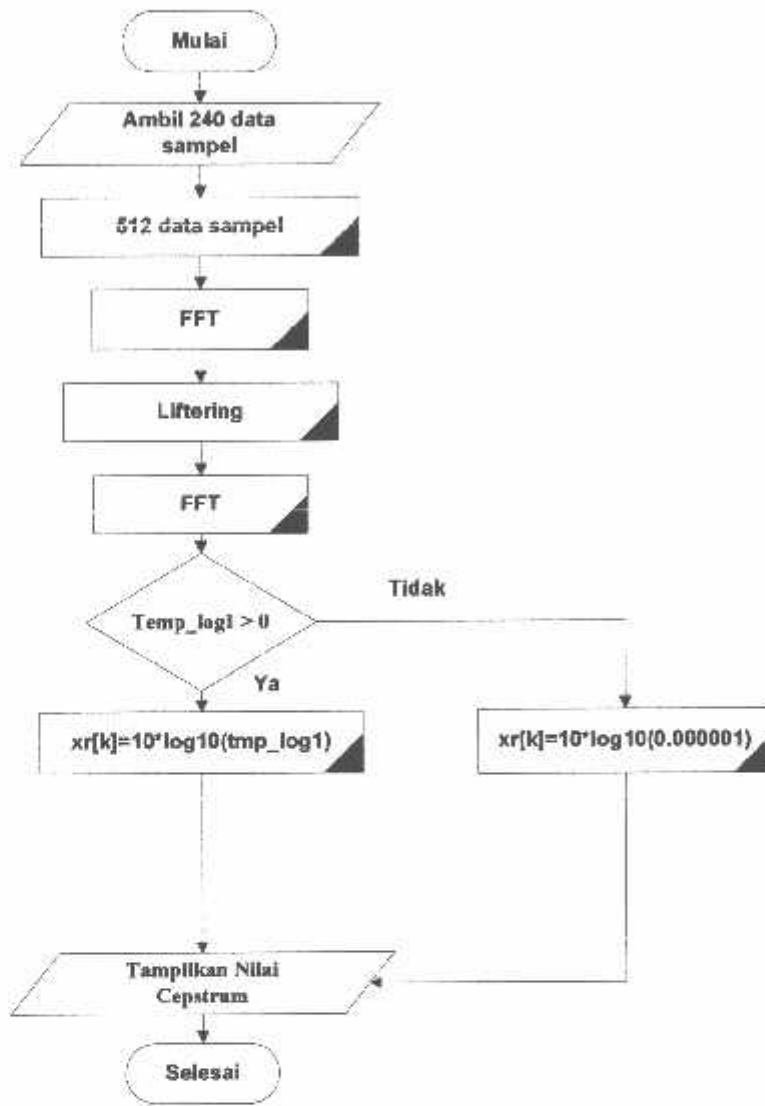 Mulai
Ambil 240 data
sampel
512 data sampel
FFT
Liftering
FFT
Temp_log1 > 0
Tidak
Ya
xr[k]=10*log10(tmp_log1)
xr[k]=10*log10(0.000001)
Tampilkan Nilai
Cepstrum
Selesai